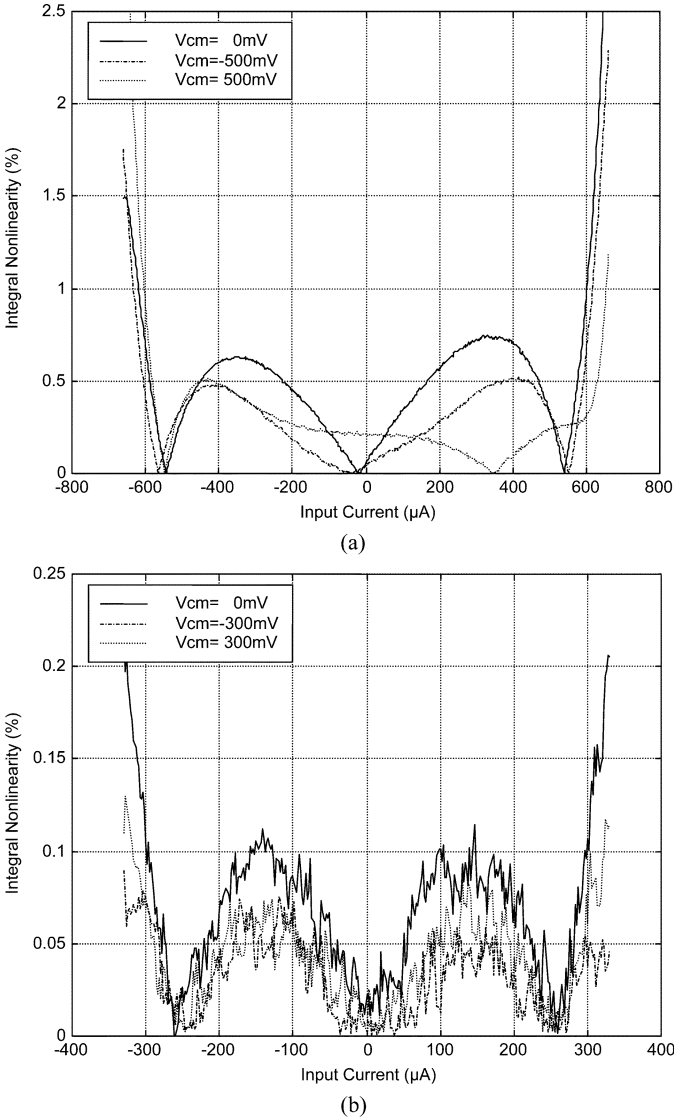 2.5
2
1.5
1
0.5
0
Integral Nonlinearity (%)
Vcm= 0mV
Vcm=-500mV
Vcm= 500mV
-800 -600 -400 -200 0 200 400 600 800
Input Current (µA)
(a)
0.25
0.2
0.15
0.1
0.05
0
Integral Nonlinearity (%)
Vcm= 0mV
Vcm=-300mV
Vcm= 300mV
-400 -300 -200 -100 0 100 200 300 400
Input Current (µA)
(b)